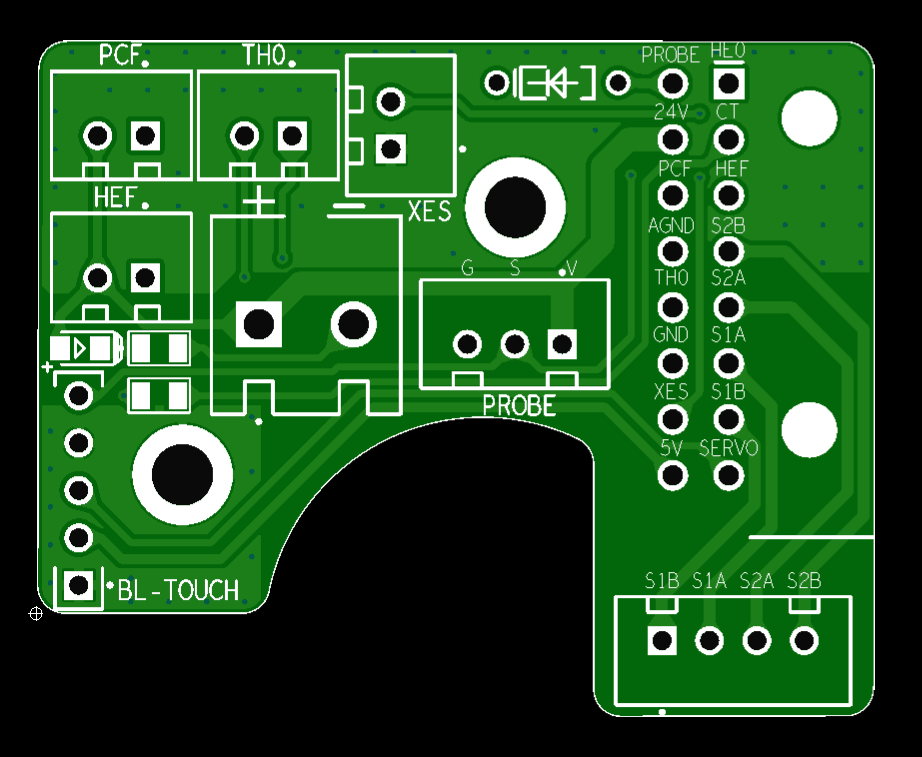 PCF TH0 PROBE HE0
24V CT
PCF HEF
HEF
+ − XES AGND S2B
G S V TH0 S2A
GND S1A
+
XES S1B
PROBE
5V SERVO
S1B S1A S2A S2B
BL-TOUCH